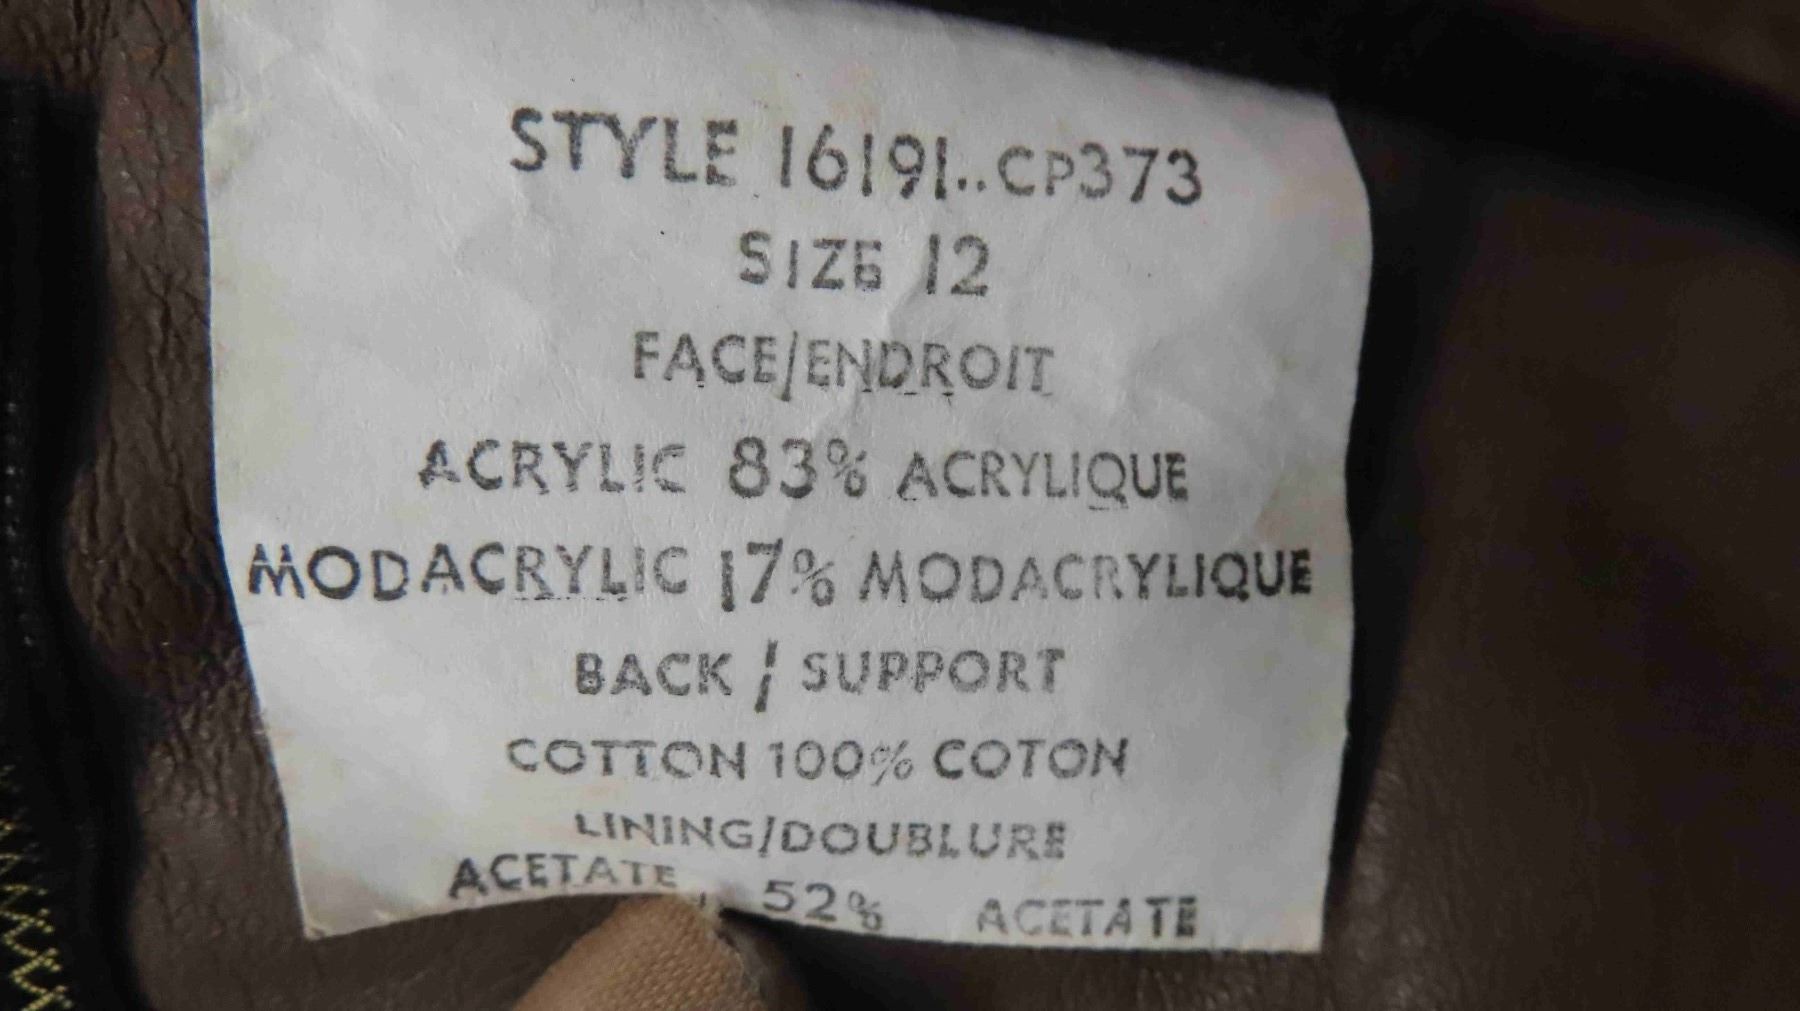 STYLE 16191..CP373
SIZE 12
FACE/ENDROIT
ACRYLIC 83% ACRYLIQUE
MODACRYLIC 17% MODACRYLIQUE
BACK / SUPPORT
COTTON 100% COTON
LINING/DOUBLURE
ACETATE 52% ACETATE